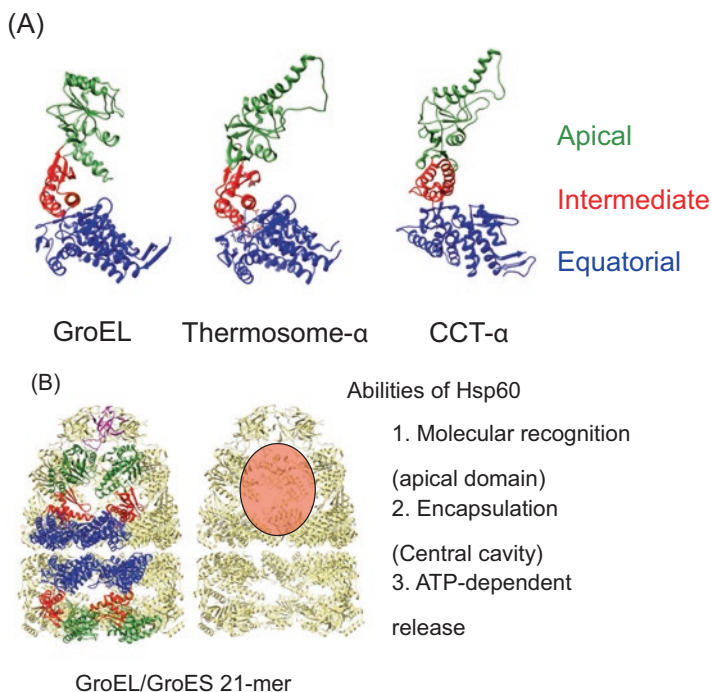 (A)
Apical
Intermediate
Equatorial
GroEL
Thermosome-α
CCT-α
(B)
Abilities of Hsp60
1. Molecular recognition
(apical domain)
2. Encapsulation
(Central cavity)
3. ATP-dependent
release
GroEL/GroES 21-mer